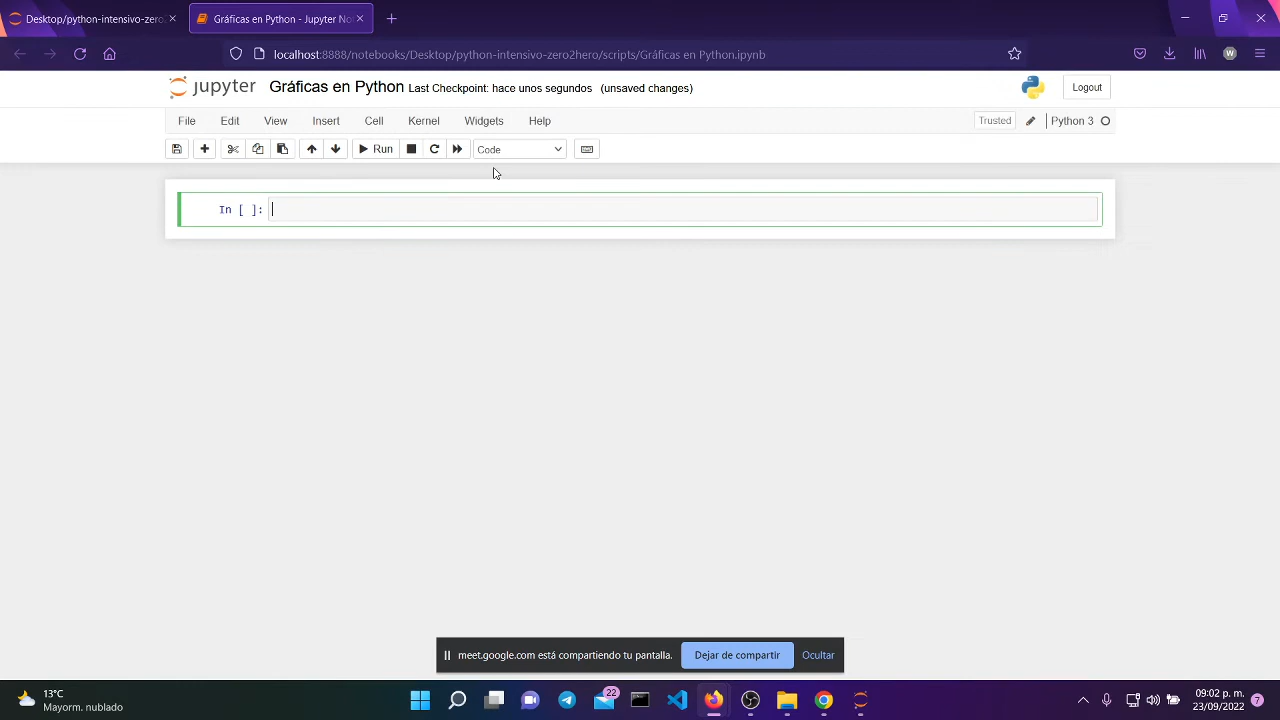 Desktop/python-intensivo-zero
Gráficas en Python - Jupyter No
localhost:8888/notebooks/Desktop/python-intensivo-zero2hero/scripts/Gráficas en Python.ipynb
W
jupyter Gráficas en Python Last Checkpoint: hace unos segundos (unsaved changes)
Logout
File Edit View Insert Cell Kernel Widgets Help
Trusted Python 3
Run Code
In [ ]:
meet.google.com está compartiendo tu pantalla. Dejar de compartir Ocultar
13°C
Mayorm. nublado
22
09:02 p. m.
23/09/2022
7